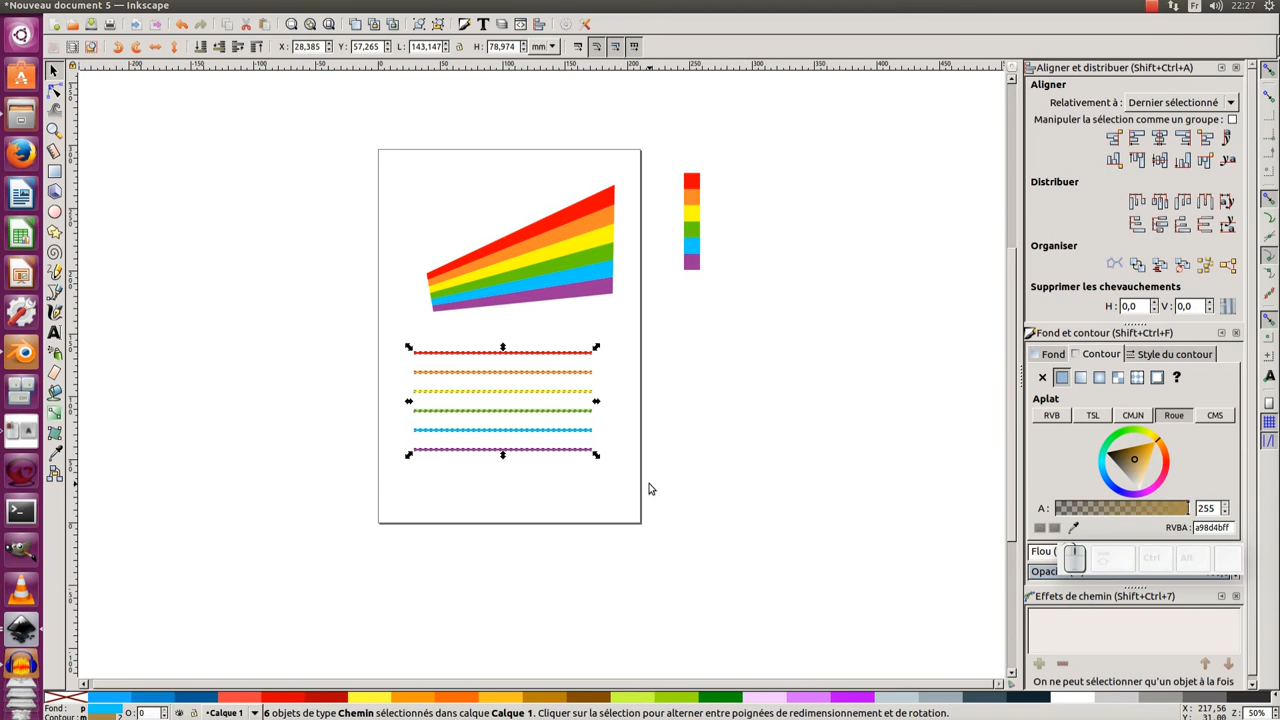 *Nouveau document 5 — Inkscape
Fr
22:27
X:
28,385
Y:
57,265
L:
143,147
H:
78,974
mm
Aligner et distribuer (Shift+Ctrl+A)
Aligner
Relativement à :
Dernier sélectionné
Manipuler la sélection comme un groupe :
Distribuer
Organiser
Supprimer les chevauchements
H:
0,0
V:
0,0
Fond et contour (Shift+Ctrl+F)
Fond
Contour
Style du contour
Aplat
RVB
TSL
CMJN
Roue
CMS
A :
255
RVBA:
a98d4bff
Flou (
Ctrl
Alt
Opaci
Effets de chemin (Shift+Ctrl+7)
On ne peut sélectionner qu'un objet à la fois
Fond :
p
Contour :
2
O:
0
•Calque 1
6 objets de type Chemin sélectionnés dans calque Calque 1. Cliquer sur la sélection pour alterner entre poignées de redimensionnement et de rotation.
X:
217,56
Z:
50%